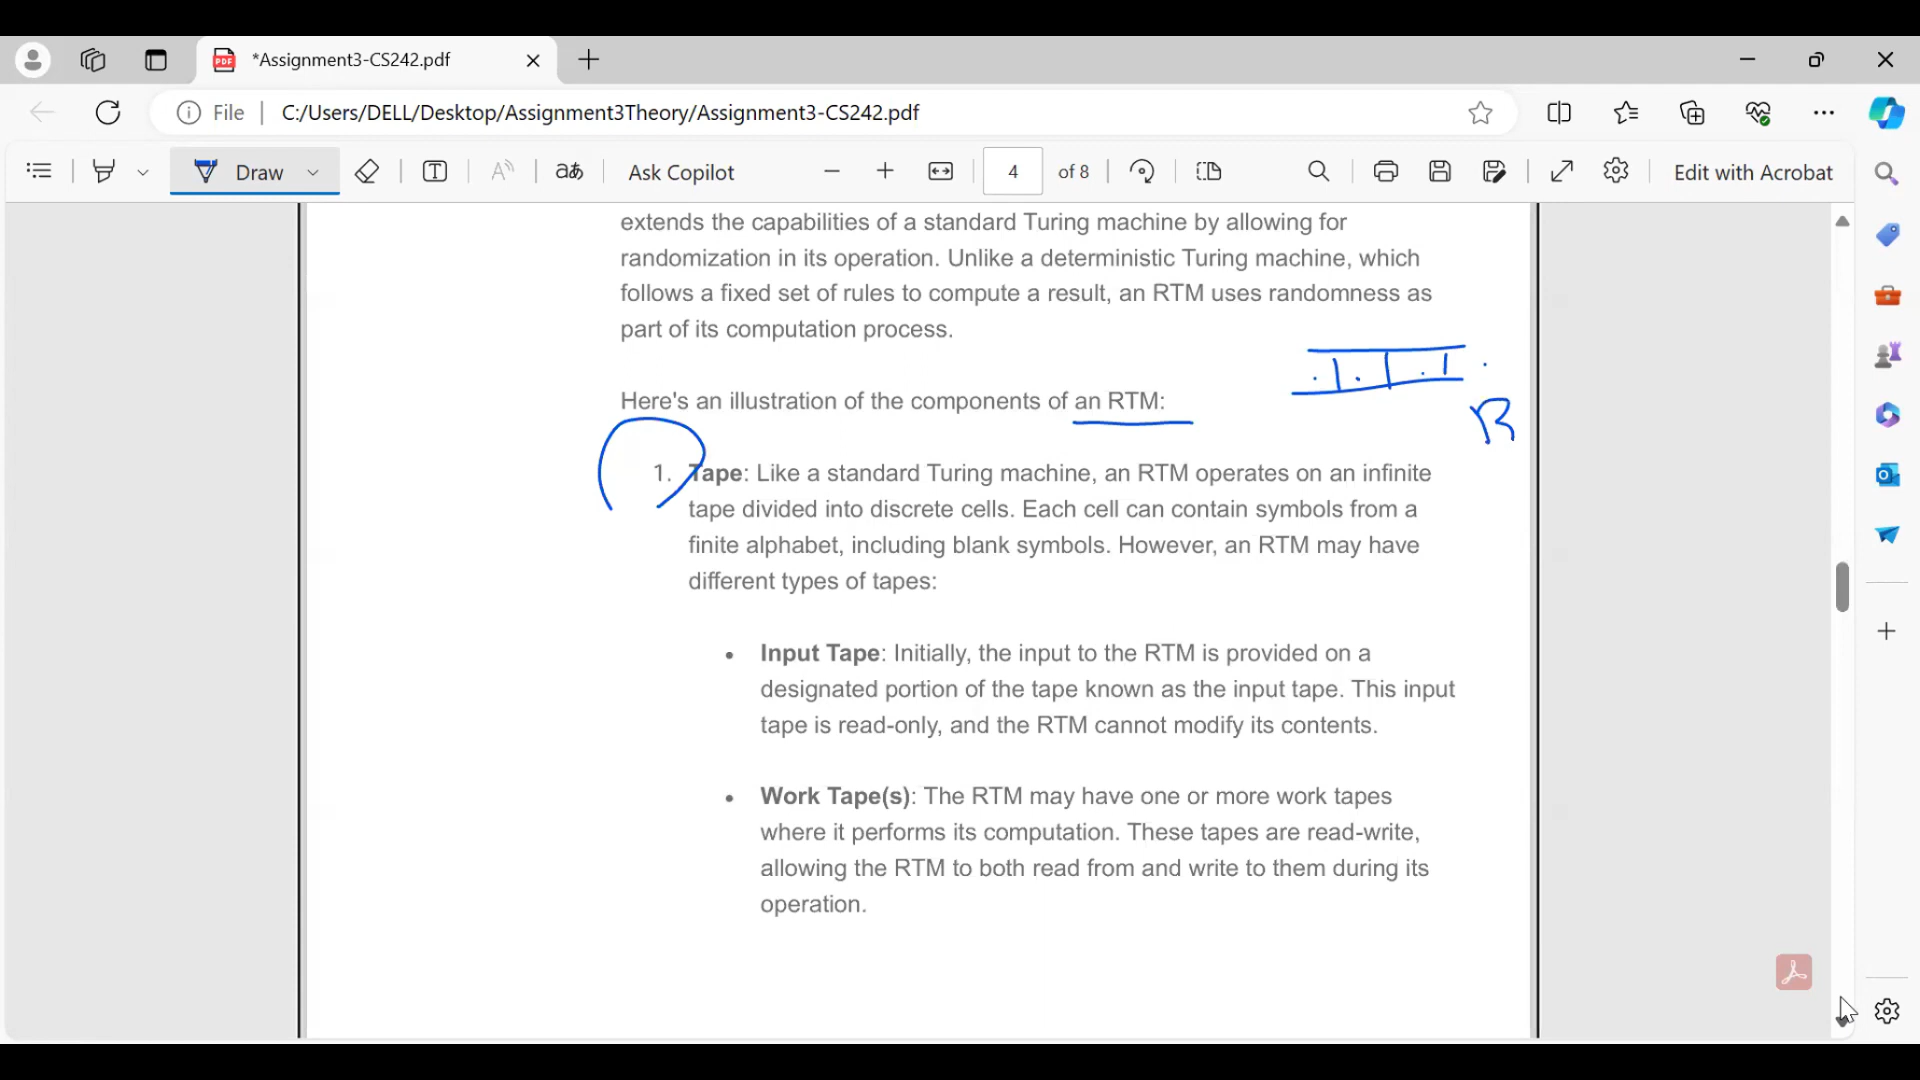 *Assignment3-CS242.pdf
File
C:/Users/DELL/Desktop/Assignment3Theory/Assignment3-CS242.pdf
Draw
T
aあ
Ask Copilot
4
of 8
Edit with Acrobat
extends the capabilities of a standard Turing machine by allowing for
randomization in its operation. Unlike a deterministic Turing machine, which
follows a fixed set of rules to compute a result, an RTM uses randomness as
part of its computation process.
Here's an illustration of the components of an RTM:
R
1. Tape: Like a standard Turing machine, an RTM operates on an infinite
tape divided into discrete cells. Each cell can contain symbols from a
finite alphabet, including blank symbols. However, an RTM may have
different types of tapes:
• Input Tape: Initially, the input to the RTM is provided on a
designated portion of the tape known as the input tape. This input
tape is read-only, and the RTM cannot modify its contents.
• Work Tape(s): The RTM may have one or more work tapes
where it performs its computation. These tapes are read-write,
allowing the RTM to both read from and write to them during its
operation.